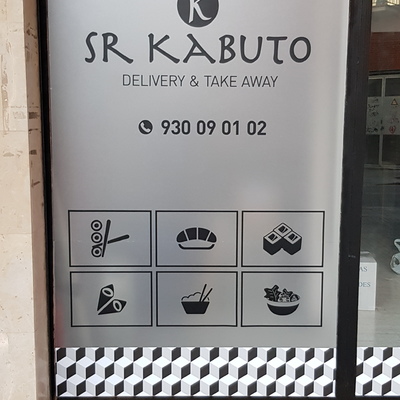 K
SR KABUTO
DELIVERY & TAKE AWAY
930 09 01 02